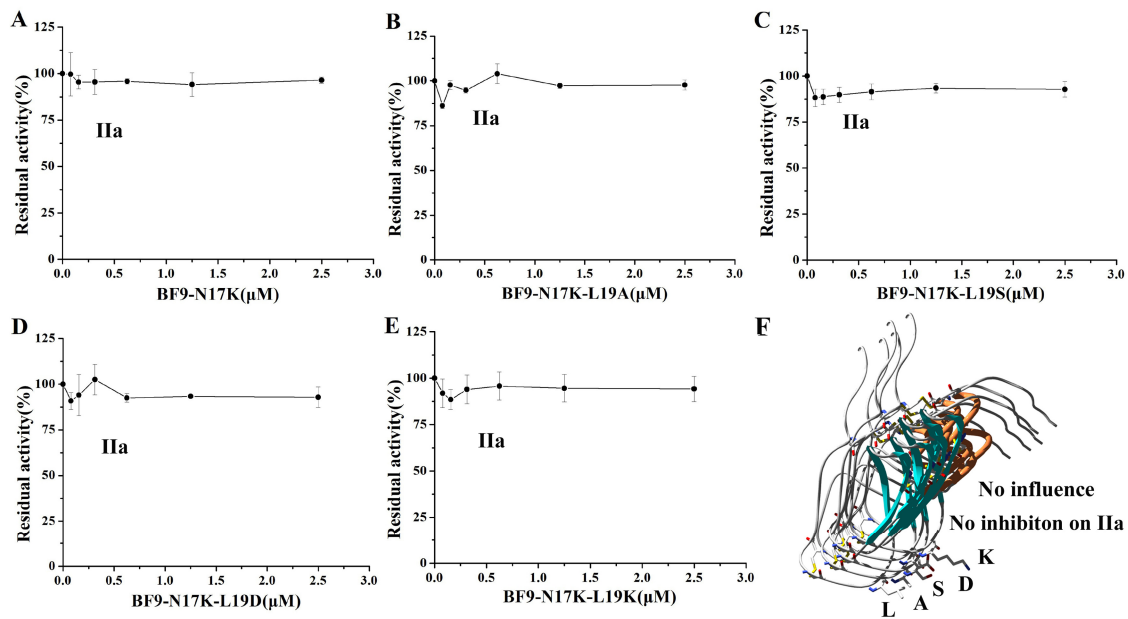 A
125
100
75
50
25
0
Residual activity(%)
IIa
0.0 0.5 1.0 1.5 2.0 2.5 3.0
BF9-N17K(μM)
B
125
100
75
50
25
0
Residual activity(%)
IIa
0.0 0.5 1.0 1.5 2.0 2.5 3.0
BF9-N17K-L19A(μM)
C
125
100
75
50
25
0
Residual activity(%)
IIa
0.0 0.5 1.0 1.5 2.0 2.5 3.0
BF9-N17K-L19S(μM)
D
125
100
75
50
25
0
Residual activity(%)
IIa
0.0 0.5 1.0 1.5 2.0 2.5 3.0
BF9-N17K-L19D(μM)
E
125
100
75
50
25
0
Residual activity(%)
IIa
0.0 0.5 1.0 1.5 2.0 2.5 3.0
BF9-N17K-L19K(μM)
F
No influence
No inhibiton on IIa
K
D
S
A
L